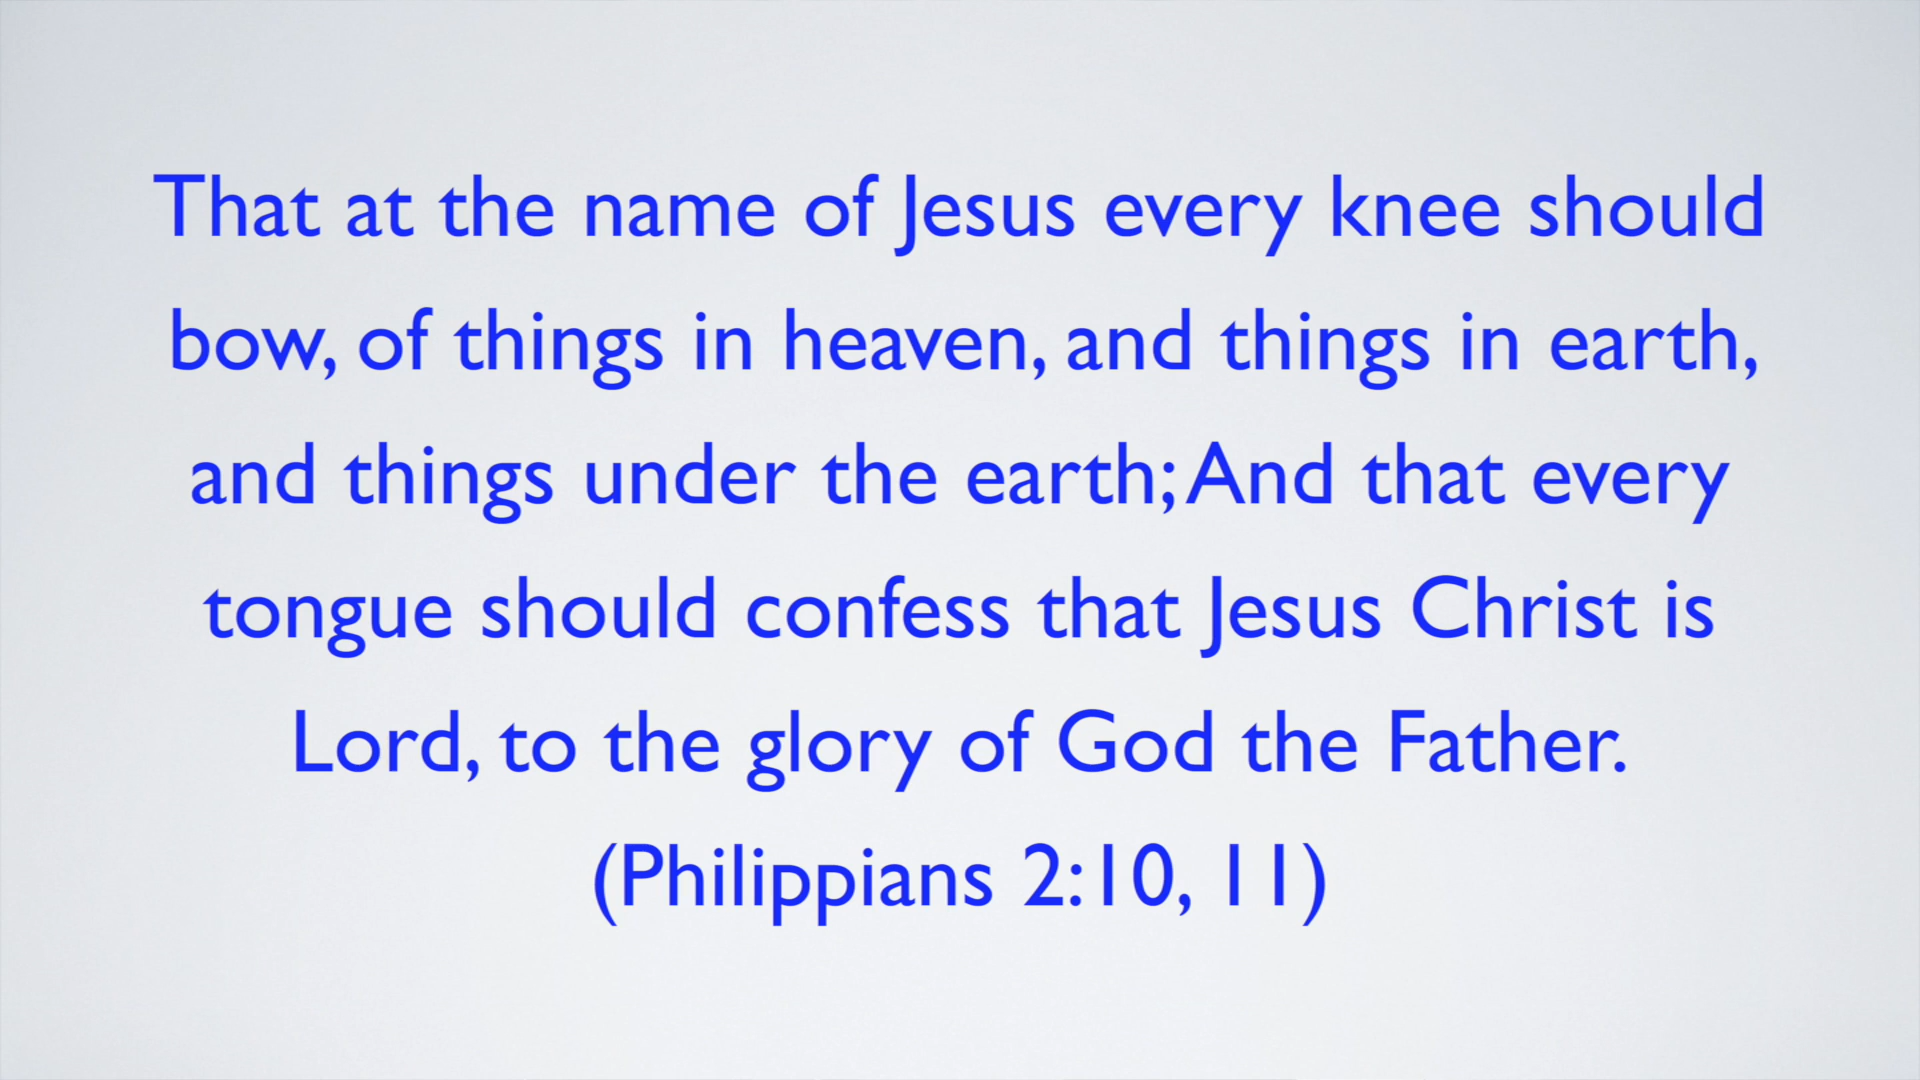 That at the name of Jesus every knee should
bow, of things in heaven, and things in earth,
and things under the earth; And that every
tongue should confess that Jesus Christ is
Lord, to the glory of God the Father.
(Philippians 2:10, 11)